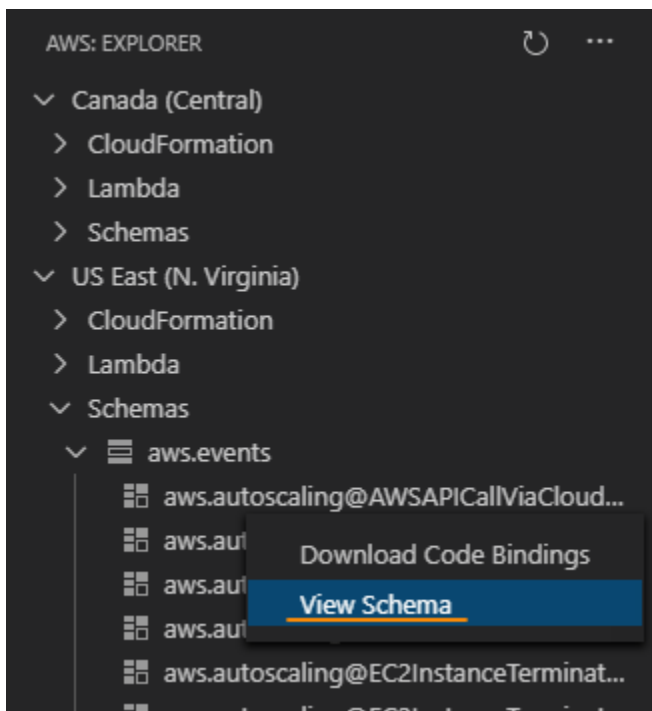 AWS: EXPLORER
Canada (Central)
CloudFormation
Lambda
Schemas
US East (N. Virginia)
CloudFormation
Lambda
Schemas
aws.events
aws.autoscaling@AWSAPICallViaCloud...
aws.aut
Download Code Bindings
aws.aut
View Schema
aws.aut
aws.autoscaling@EC2InstanceTerminat...